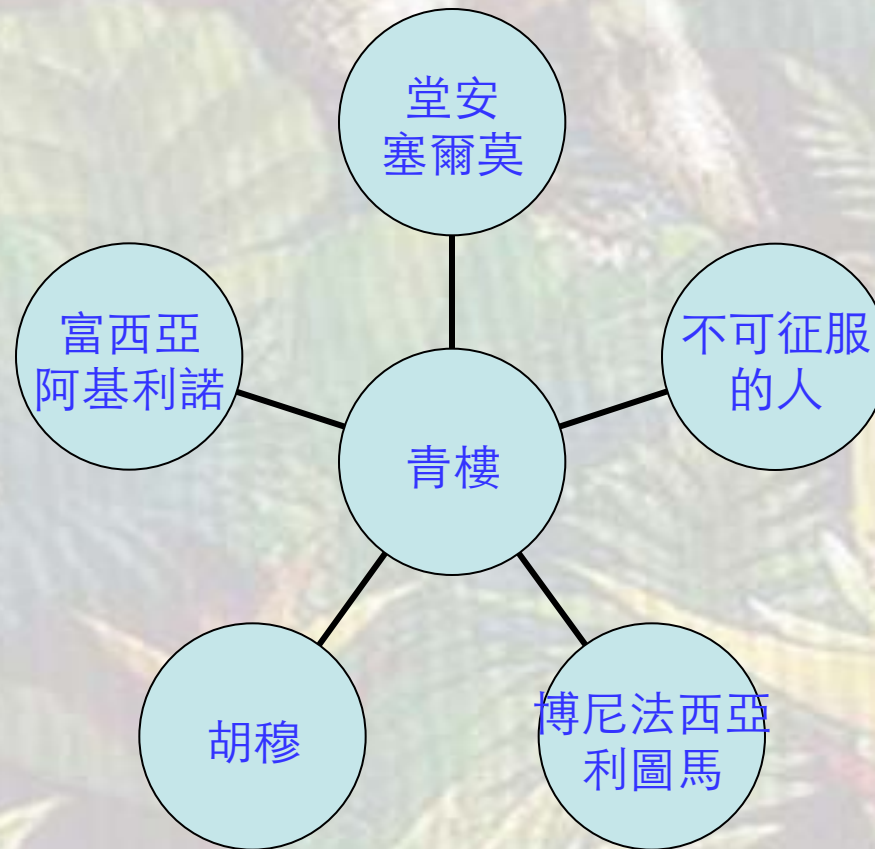 堂安
塞爾莫
富西亞
阿基利諾
不可征服
的人
青樓
胡穆
博尼法西亞
利圖馬